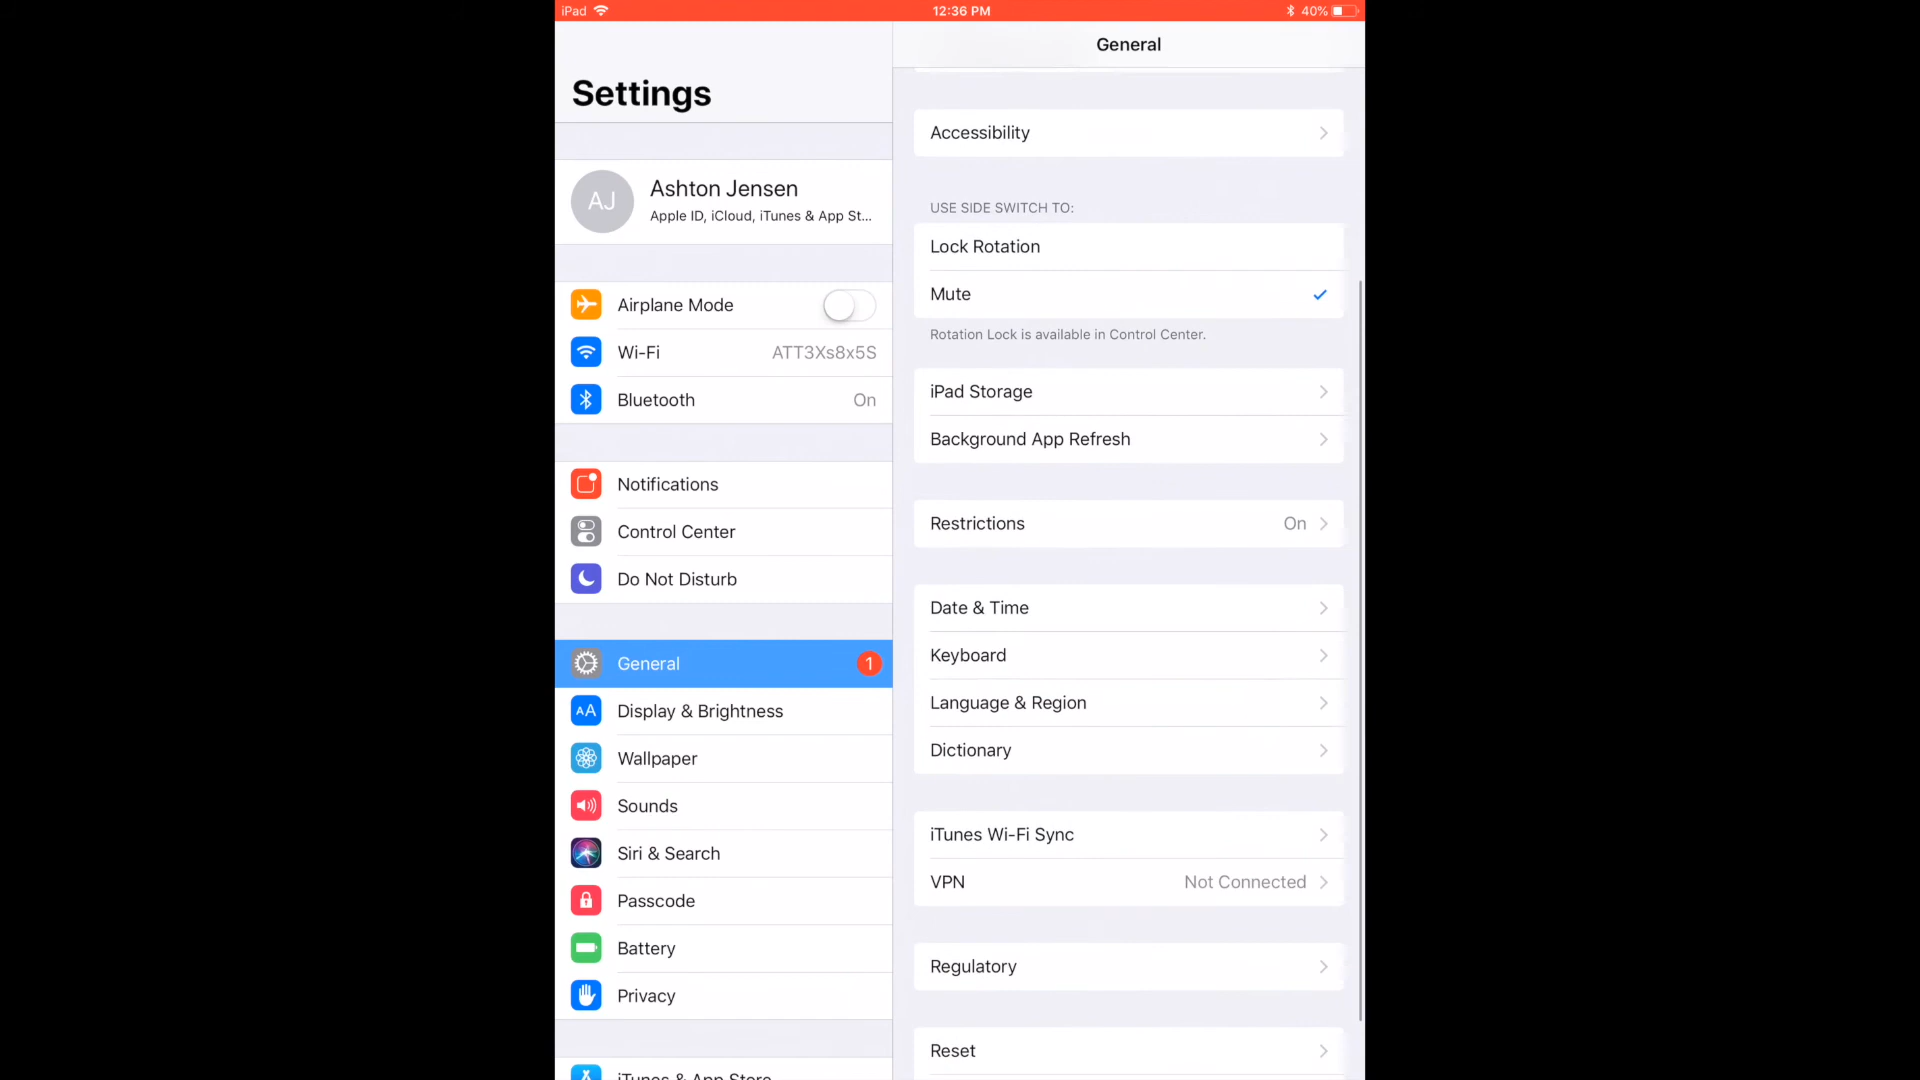 iPad
12:36 PM
40%
Settings
AJ
Ashton Jensen
Apple ID, iCloud, iTunes & App St...
Airplane Mode
Wi-Fi ATT3Xs8x5S
Bluetooth On
Notifications
Control Center
Do Not Disturb
General 1
AA Display & Brightness
Wallpaper
Sounds
Siri & Search
Passcode
Battery
Privacy
iTunes & App Store
General
Accessibility
USE SIDE SWITCH TO:
Lock Rotation
Mute
Rotation Lock is available in Control Center.
iPad Storage
Background App Refresh
Restrictions On
Date & Time
Keyboard
Language & Region
Dictionary
iTunes Wi-Fi Sync
VPN Not Connected
Regulatory
Reset